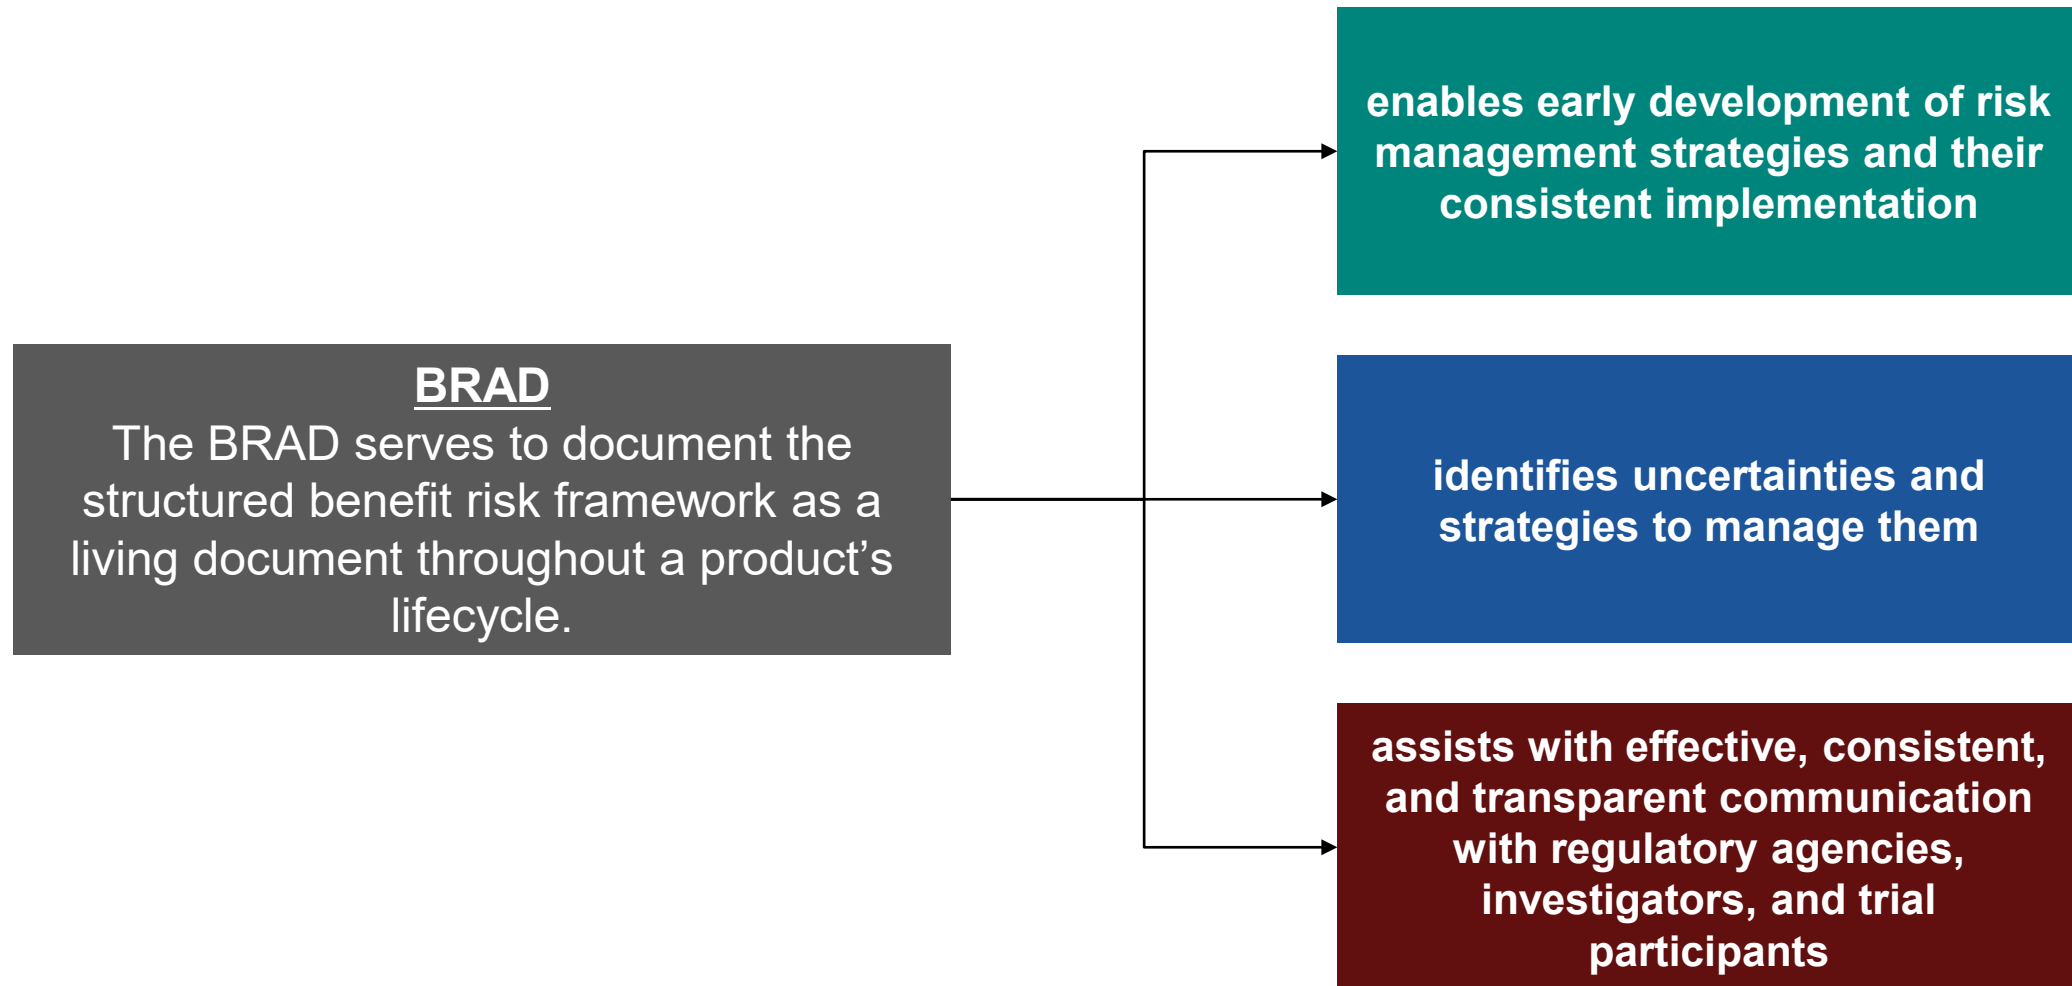 BRAD
The BRAD serves to document the
structured benefit risk framework as a
living document throughout a product’s
lifecycle.
enables early development of risk
management strategies and their
consistent implementation
identifies uncertainties and
strategies to manage them
assists with effective, consistent,
and transparent communication
with regulatory agencies,
investigators, and trial
participants